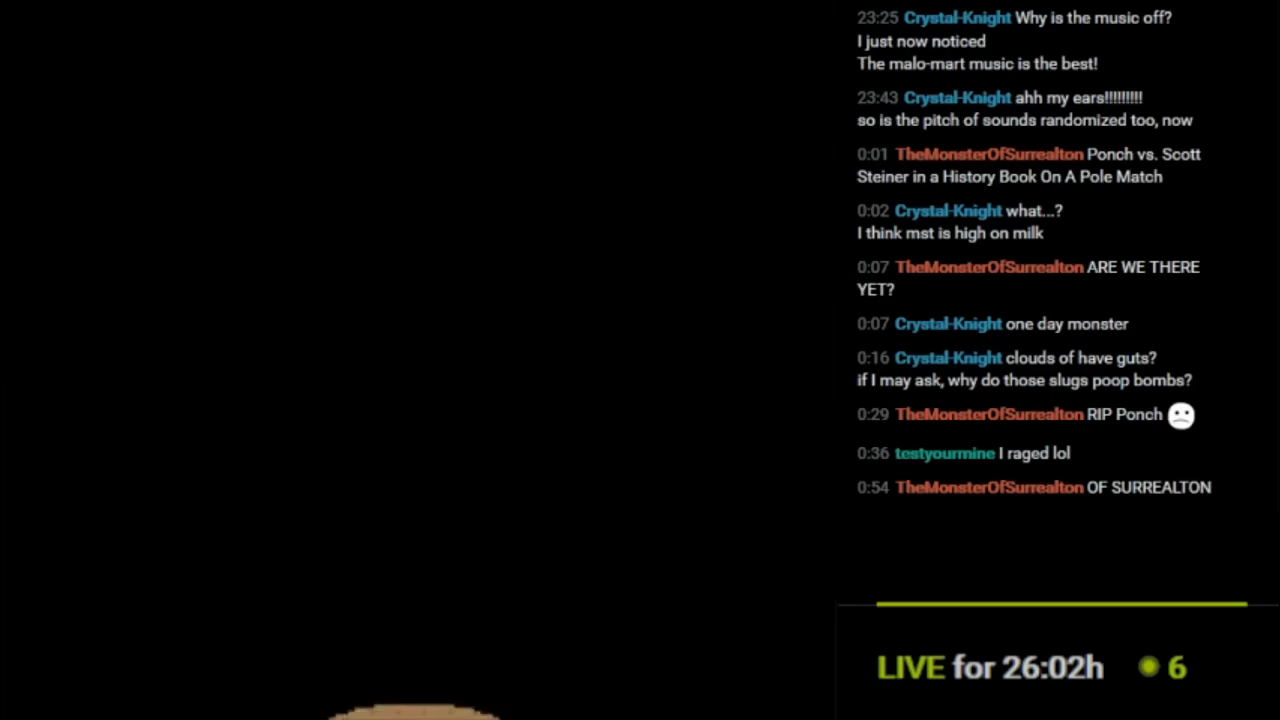 23:25 Crystal-Knight Why is the music off?
I just now noticed
The malo-mart music is the best!
23:43 Crystal-Knight ahh my ears!!!!!!!!!
so is the pitch of sounds randomized too, now
0:01 TheMonsterOfSurrealton Ponch vs. Scott
Steiner in a History Book On A Pole Match
0:02 Crystal-Knight what...?
I think mst is high on milk
0:07 TheMonsterOfSurrealton ARE WE THERE
YET?
0:07 Crystal-Knight one day monster
0:16 Crystal-Knight clouds of have guts?
if I may ask, why do those slugs poop bombs?
0:29 TheMonsterOfSurrealton RIP Ponch
0:36 testyourmine I raged lol
0:54 TheMonsterOfSurrealton OF SURREALTON
LIVE for 26:02h 6